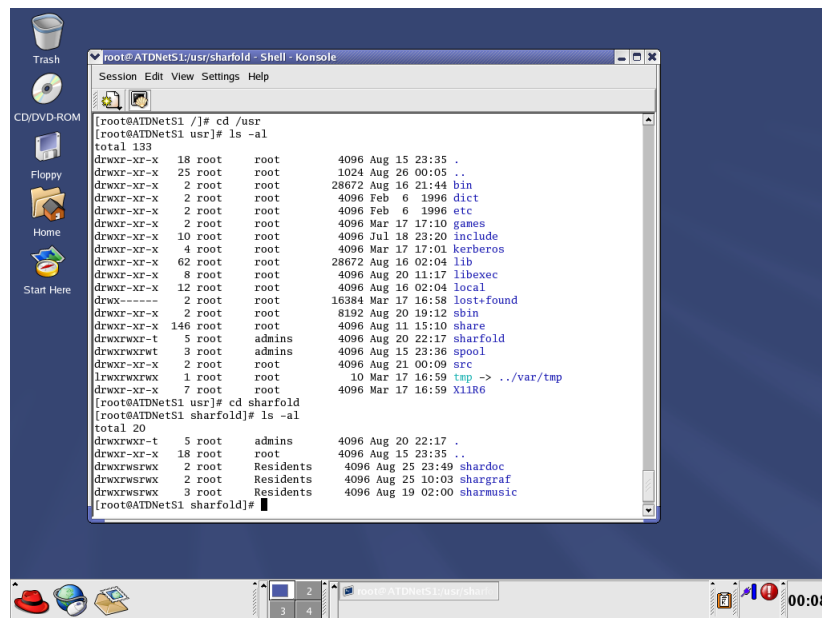 Trash
CD/DVD-ROM
Floppy
Home
Start Here
root@ATDNetS1:/usr/sharfold - Shell - Konsole
Session Edit View Settings Help
[root@ATDNetS1 /]# cd /usr
[root@ATDNetS1 usr]# ls -al
total 133
drwxr-xr-x 18 root root 4096 Aug 15 23:35 .
drwxr-xr-x 25 root root 1024 Aug 26 00:05 ..
drwxr-xr-x 2 root root 28672 Aug 16 21:44 bin
drwxr-xr-x 2 root root 4096 Feb 6 1996 dict
drwxr-xr-x 2 root root 4096 Feb 6 1996 etc
drwxr-xr-x 2 root root 4096 Mar 17 17:10 games
drwxr-xr-x 10 root root 4096 Jul 18 23:20 include
drwxr-xr-x 4 root root 4096 Mar 17 17:01 kerberos
drwxr-xr-x 62 root root 28672 Aug 16 02:04 lib
drwxr-xr-x 8 root root 4096 Aug 20 11:17 libexec
drwxr-xr-x 12 root root 4096 Aug 16 02:04 local
drwx------ 2 root root 16384 Mar 17 16:58 lost+found
drwxr-xr-x 2 root root 8192 Aug 20 19:12 sbin
drwxr-xr-x 146 root root 4096 Aug 11 15:10 share
drwxrwxr-t 5 root admins 4096 Aug 20 22:17 sharfold
drwxrwxrwt 3 root admins 4096 Aug 15 23:36 spool
drwxr-xr-x 2 root root 4096 Aug 21 00:09 src
lrwxrwxrwx 1 root root 10 Mar 17 16:59 tmp -> ../var/tmp
drwxr-xr-x 7 root root 4096 Mar 17 16:59 X11R6
[root@ATDNetS1 usr]# cd sharfold
[root@ATDNetS1 sharfold]# ls -al
total 20
drwxrwxr-t 5 root admins 4096 Aug 20 22:17 .
drwxr-xr-x 18 root root 4096 Aug 15 23:35 ..
drwxrwsrwx 2 root Residents 4096 Aug 25 23:49 shardoc
drwxrwsrwx 2 root Residents 4096 Aug 25 10:03 shargraf
drwxrwsrwx 3 root Residents 4096 Aug 19 02:00 sharmusic
[root@ATDNetS1 sharfold]#
2
3 4
root@ATDNetS1:/usr/shar
00:08